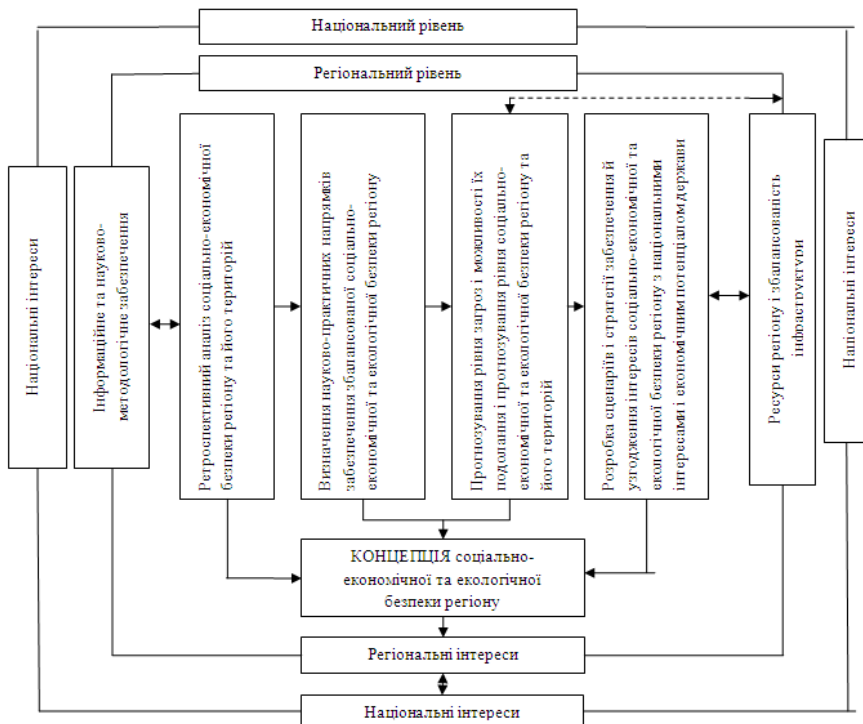 Національний рівень
Регіональний рівень
Національні інтереси
Інформаційне та науково-
методологічне забезпечення
Ретроспективний аналіз соціально-економічної
безпеки регіону та його територій
Визначення науково-практичних напрямків
забезпечення збалансованої соціально-
економічної та екологічної безпеки регіону
Прогнозування рівня загроз і можливості їх
подолання і прогнозування рівня соціально-
економічної та екологічної безпеки регіону та
його територій
Розробка сценаріїв і стратегії забезпечення й
узгодження інтересів соціально-економічної та
екологічної безпеки регіону з національними
інтересами і економічним потенціалом держави
Ресурси регіону і збалансованість
інфраструктури
Національні інтереси
КОНЦЕПЦІЯ соціально-
економічної та екологічної
безпеки регіону
Регіональні інтереси
Національні інтереси